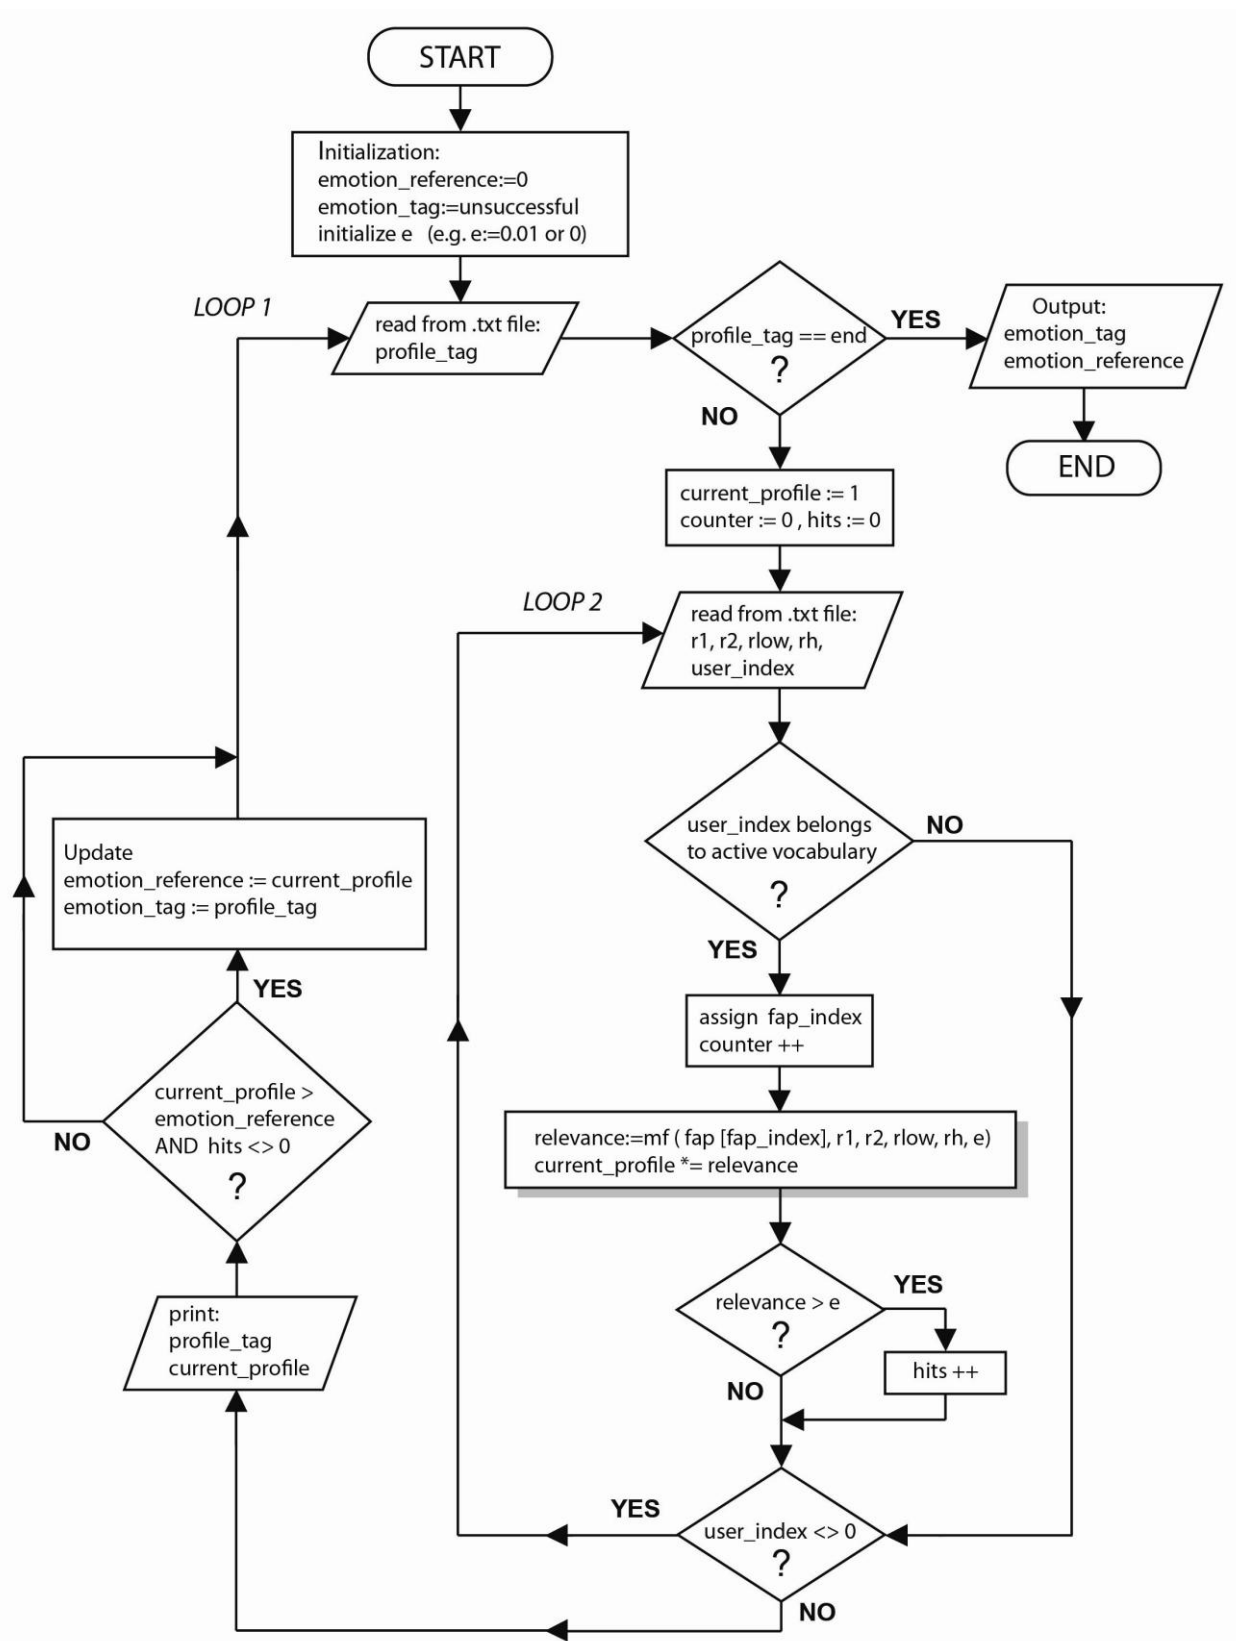 START
Initialization:
emotion_reference:=0
emotion_tag:=unsuccessful
initialize e (e.g. e:=0.01 or 0)
LOOP 1
read from .txt file:
profile_tag
profile_tag == end
?
YES
Output:
emotion_tag
emotion_reference
END
NO
current_profile := 1
counter := 0 , hits := 0
LOOP 2
read from .txt file:
r1, r2, rlow, rh,
user_index
user_index belongs
to active vocabulary
?
NO
YES
assign fap_index
counter ++
relevance:=mf ( fap [fap_index], r1, r2, rlow, rh, e)
current_profile *= relevance
relevance > e
?
YES
hits ++
NO
user_index <> 0
?
YES
NO
print:
profile_tag
current_profile
current_profile >
emotion_reference
AND hits <> 0
?
NO
YES
Update
emotion_reference := current_profile
emotion_tag := profile_tag